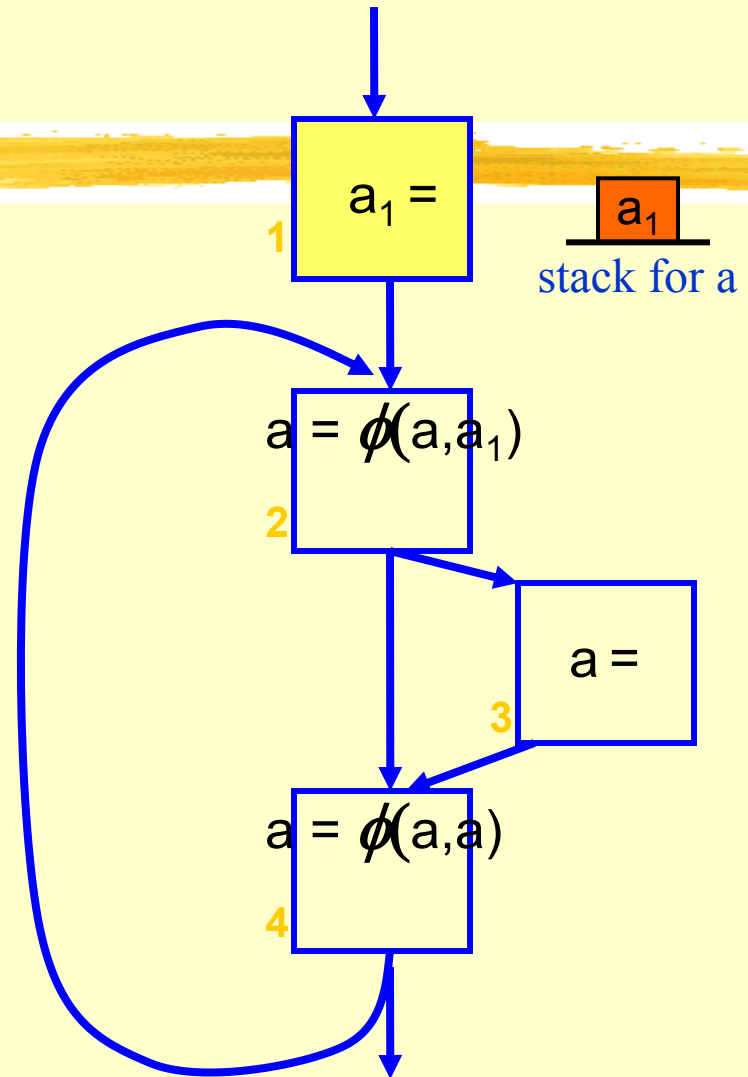 a₁ =
1
a₁
stack for a
a = ϕ(a,a₁)
2
a =
3
a = ϕ(a,a)
4